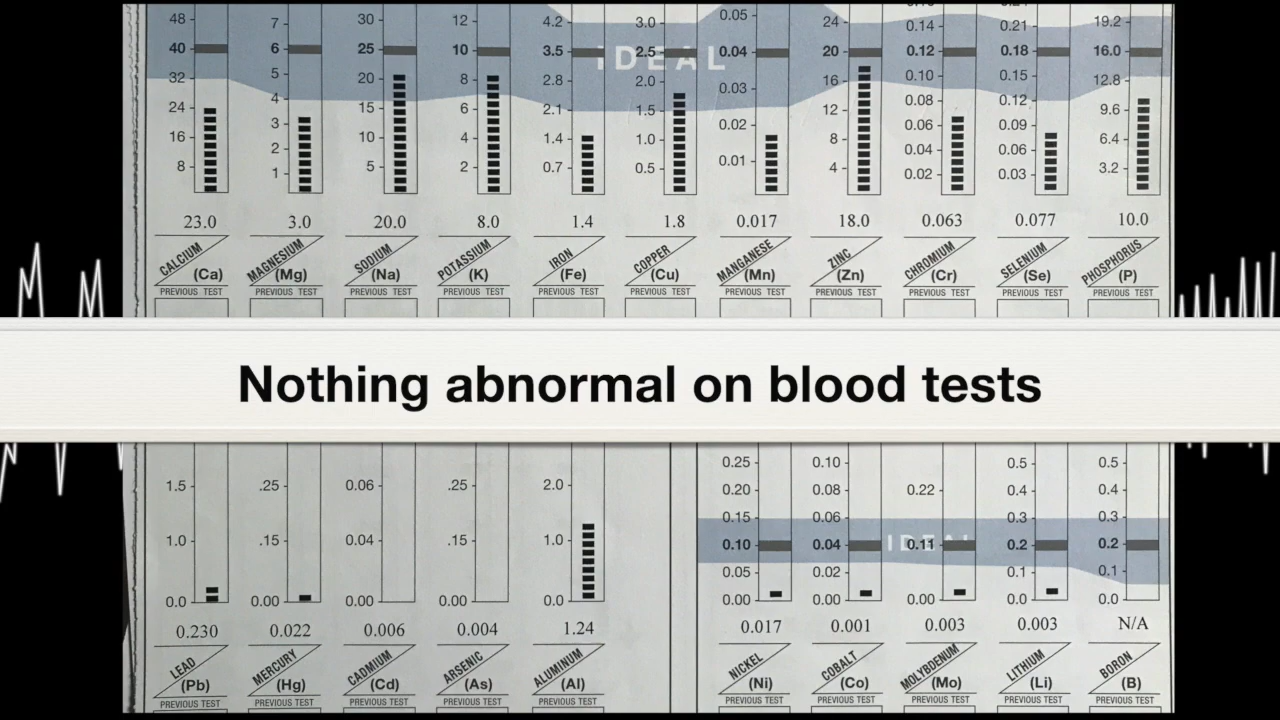 48 7 30 12 4.2 3.0 0.05 24 0.14 0.21 19.2
40 6 25 10 3.5 2.5 0.04 20 0.12 0.18 16.0
IDEAL
32 5 20 8 2.8 2.0 0.03 16 0.10 0.15 12.8
24 4 15 6 2.1 1.5 0.02 12 0.08 0.12 9.6
16 3 10 4 1.4 1.0 0.01 8 0.06 0.09 6.4
8 2 5 2 0.7 0.5 4 0.04 0.06 3.2
1 0.02 0.03
23.0 3.0 20.0 8.0 1.4 1.8 0.017 18.0 0.063 0.077 10.0
CALCIUM (Ca) MAGNESIUM (Mg) SODIUM (Na) POTASSIUM (K) IRON (Fe) COPPER (Cu) MANGANESE (Mn) ZINC (Zn) CHROMIUM (Cr) SELENIUM (Se) PHOSPHORUS (P)
PREVIOUS TEST PREVIOUS TEST PREVIOUS TEST PREVIOUS TEST PREVIOUS TEST PREVIOUS TEST PREVIOUS TEST PREVIOUS TEST PREVIOUS TEST PREVIOUS TEST PREVIOUS TEST
Nothing abnormal on blood tests
0.25 0.10 0.5 0.5
1.5 .25 0.06 .25 2.0 0.20 0.08 0.22 0.4 0.4
0.15 0.06 0.3 0.3
1.0 .15 0.04 .15 1.0 0.10 0.04 0.11 0.2 0.2
IDEAL
0.05 0.02 0.1 0.1
0.0 0.00 0.00 0.00 0.0 0.00 0.00 0.00 0.0 0.0
0.230 0.022 0.006 0.004 1.24 0.017 0.001 0.003 0.003 N/A
LEAD (Pb) MERCURY (Hg) CADMIUM (Cd) ARSENIC (As) ALUMINUM (Al) NICKEL (Ni) COBALT (Co) MOLYBDENUM (Mo) LITHIUM (Li) BORON (B)
PREVIOUS TEST PREVIOUS TEST PREVIOUS TEST PREVIOUS TEST PREVIOUS TEST PREVIOUS TEST PREVIOUS TEST PREVIOUS TEST PREVIOUS TEST PREVIOUS TEST